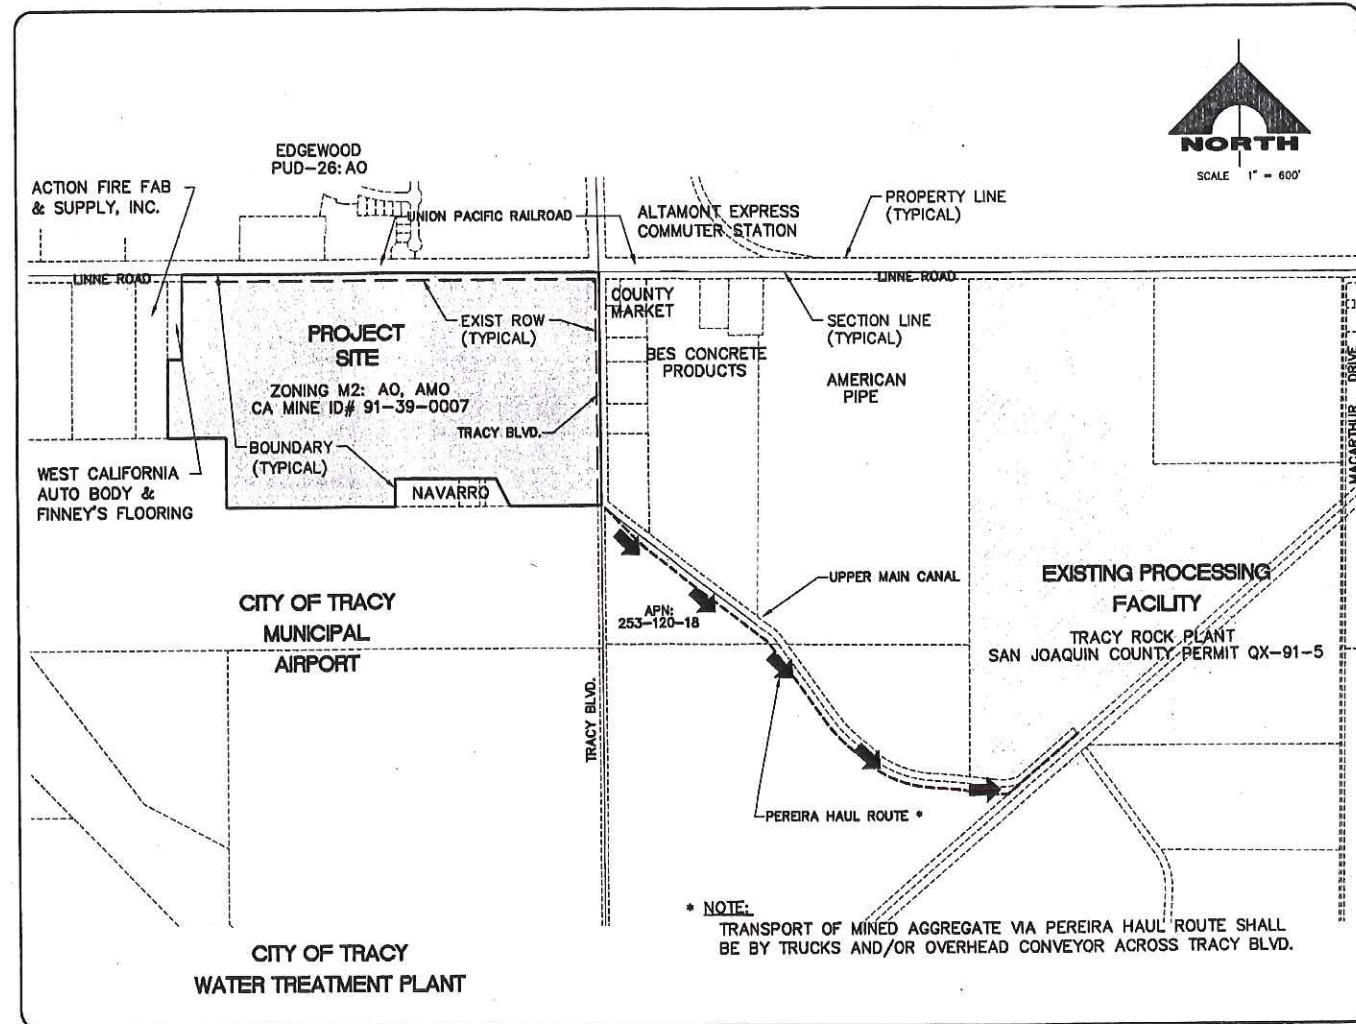 NORTH
SCALE 1" = 600'
EDGEWOOD
PUD-26: AO
ACTION FIRE FAB
& SUPPLY, INC.
UNION PACIFIC RAILROAD
ALTAMONT EXPRESS
COMMUTER STATION
PROPERTY LINE
(TYPICAL)
LINNE ROAD
LINNE ROAD
COUNTY
MARKET
PROJECT
SITE
EXIST ROW
(TYPICAL)
SECTION LINE
(TYPICAL)
BES CONCRETE
PRODUCTS
AMERICAN
PIPE
MACARTHUR DRIVE
ZONING M2: AO, AMO
CA MINE ID# 91-39-0007
TRACY BLVD.
BOUNDARY
(TYPICAL)
WEST CALIFORNIA
AUTO BODY &
FINNEY'S FLOORING
NAVARRO
UPPER MAIN CANAL
EXISTING PROCESSING
FACILITY
TRACY ROCK PLANT
SAN JOAQUIN COUNTY PERMIT QX-91-5
CITY OF TRACY
MUNICIPAL
AIRPORT
APN:
253-120-18
TRACY BLVD.
PEREIRA HAUL ROUTE *
* NOTE:
TRANSPORT OF MINED AGGREGATE VIA PEREIRA HAUL ROUTE SHALL
BE BY TRUCKS AND/OR OVERHEAD CONVEYOR ACROSS TRACY BLVD.
CITY OF TRACY
WATER TREATMENT PLANT